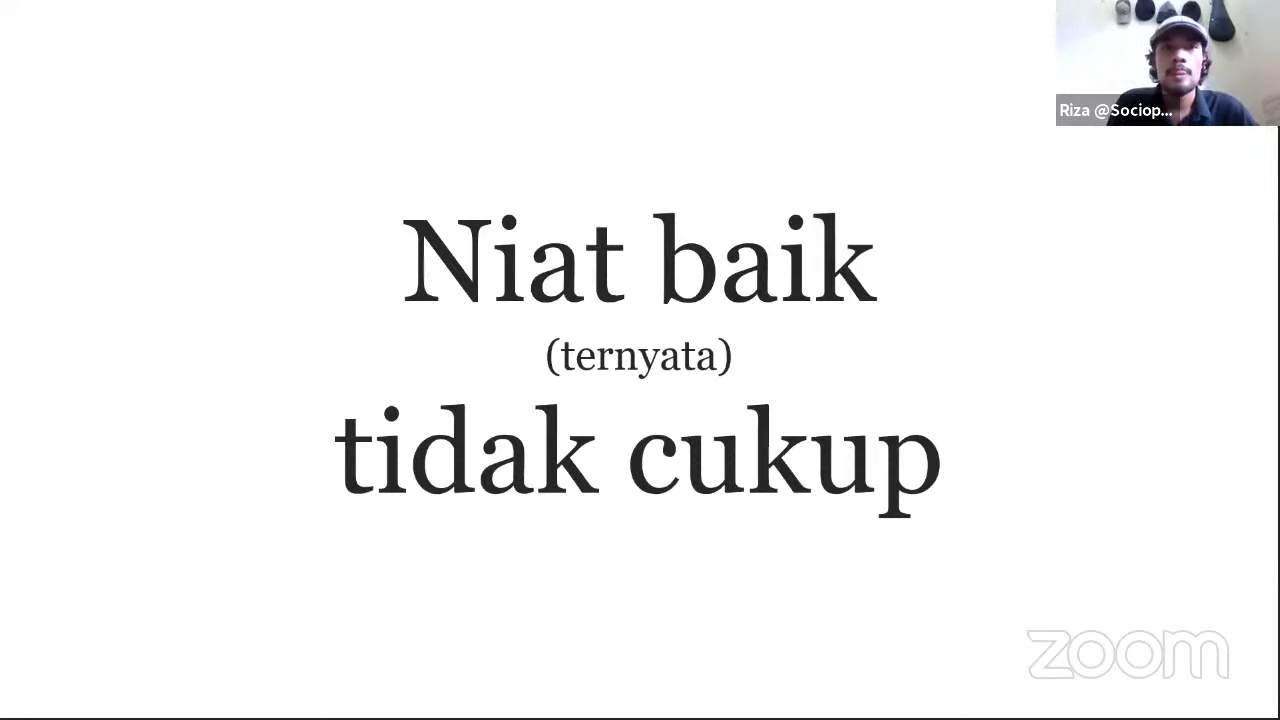 Riza @Sociop...
Niat baik
(ternyata)
tidak cukup
zoom